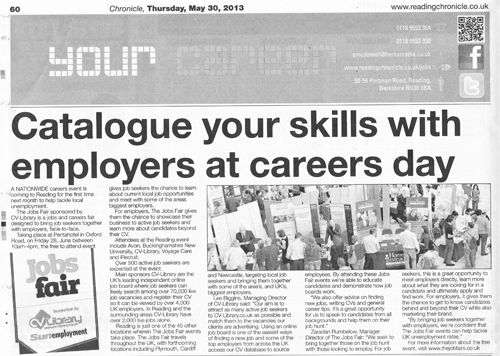 60
Chronicle, Thursday, May 30, 2013
www.readingchronicle.co.uk
your
0118 9553 334
0118 9553 350
Portman Road, Reading,
Berkshire
Catalogue your skills with
employers at careers day
A NATIONWIDE careers event is
coming to Reading for the first time
next month to help tackle local
unemployment.
The Jobs Fair sponsored by
CV-Library is a jobs and careers fair
designed to bring job seekers together
with employers, face-to-face.
Taking place at Pentahotel in Oxford
Road, on Friday 28, June between
10am-4pm, the free to attend event
Jobs
fair
CV-Library
gives job seekers the chance to learn
about current local job opportunities
and meet with some of the areas
biggest employers.
For employers, The Jobs Fair gives
them the chance to showcase their
business to active job seekers and
learn more about candidates beyond
their CV.
Attendees at the Reading event
include Avon, Buckinghamshire New
University, CV-Library, Voyage Care
and Recruit.
Over 500 active job seekers are
expected at the event.
Main sponsors CV-Library are the
UK's leading independent online
job board where job seekers can
freely search among over 70,000 live
job vacancies and register their CV
so it can be viewed by over 4,000
UK employers. In Reading and the
surrounding areas CV-Library has
over 2,000 live jobs alone.
Reading is just one of the 45 other
locations where The Jobs Fair events
take place. The Jobs Fair travels
throughout the UK, with forthcoming
locations including Plymouth, Cardiff
and Newcastle, targeting local job
seekers and bringing them together
with some of the area's, and UK's,
biggest employers.
Lee Biggins, Managing Director
of CV-Library said: "Our aim is to
attract as many active job seekers
to CV-Library.co.uk as possible and
match them to the vacancies our
clients are advertising. Using an online
job board is one of the easiest ways
of finding a new job and some of the
top employers from across the UK
access our CV database to source
employees. By attending these Jobs
Fair events in we're able to educate
candidates and demonstrate how job
boards work.
"We also offer advice on finding
new jobs, writing CVs and general
career tips. It's a great opportunity
for us to speak to candidates from all
backgrounds and help them on their
job hunt."
Director of The Jobs Fair: "We seek to
bring together those on the job hunt
with those looking to employ. For job
seekers, this is a great opportunity to
meet employers directly, learn more
about what they are looking for in a
candidate and ultimately apply and
find work. For employers, it gives them
the chance to get to know candidates
in person and beyond their CV while also
marketing their brand.
"By bringing job seekers together
with employers, we're confident that
The Jobs Fair events can help tackle
UK unemployment rates."
For more information about the
free event, visit www.thejobfairs.co.uk